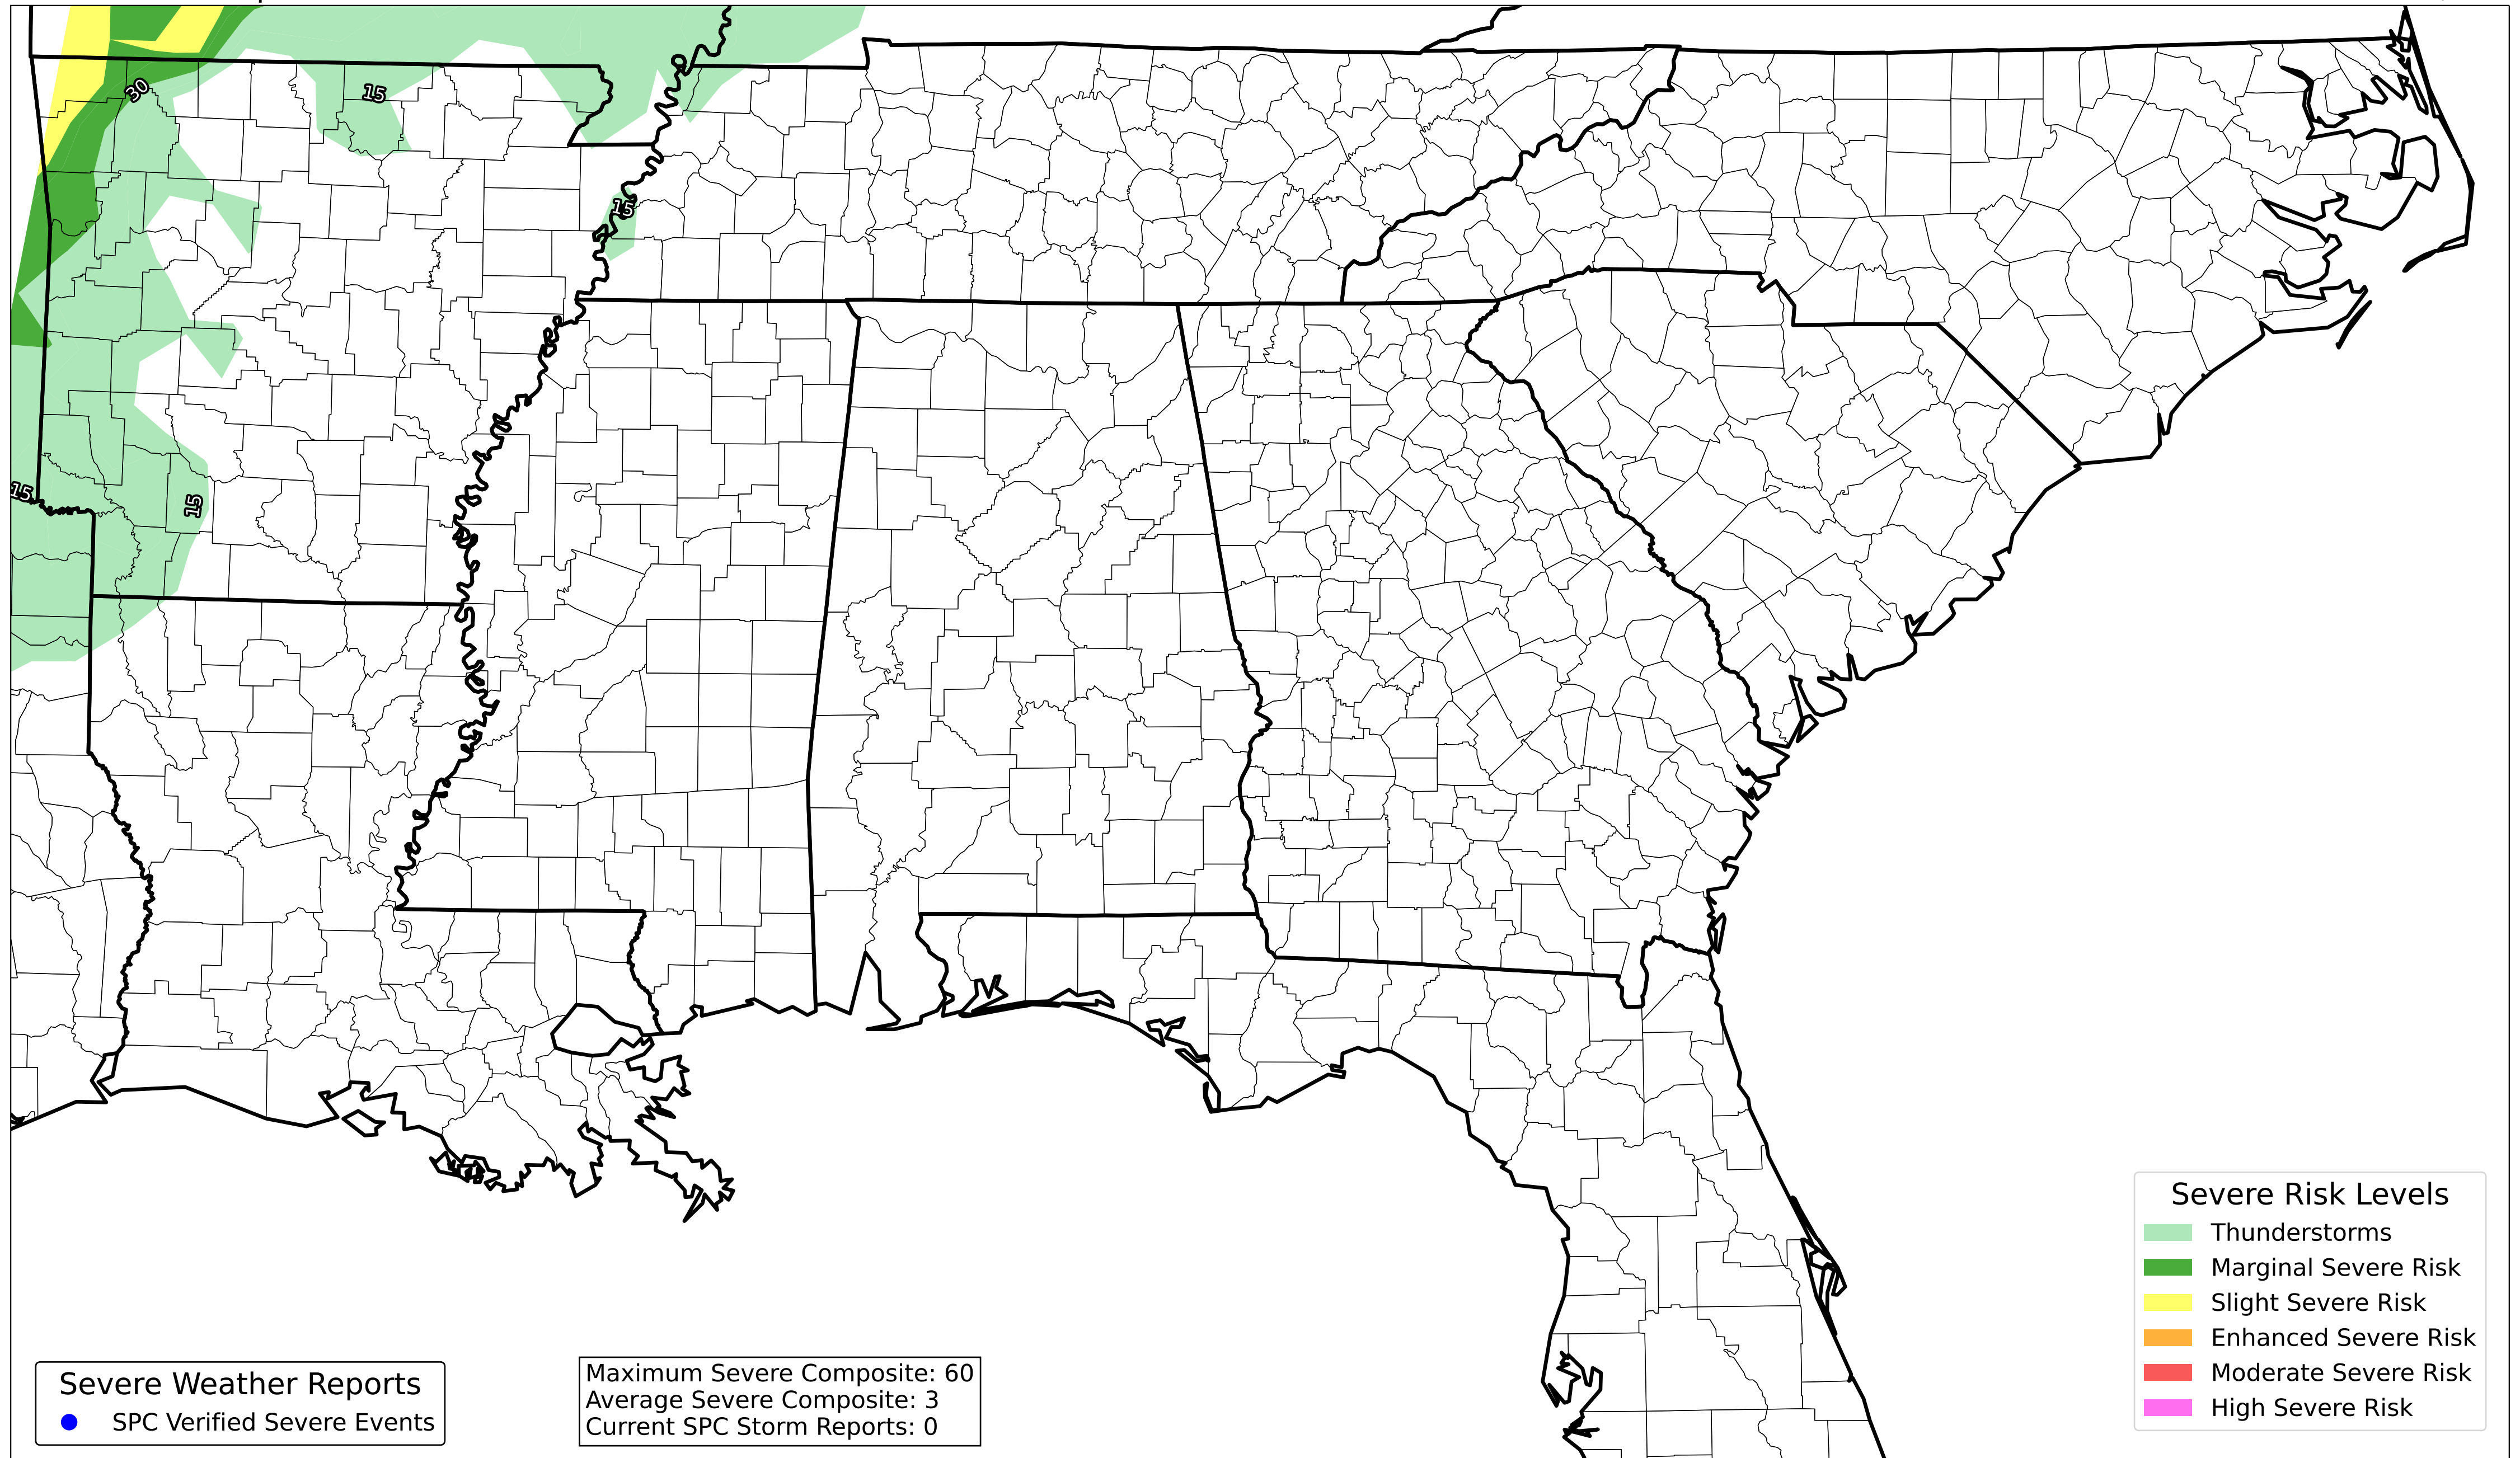 30
15
15
15
15
Severe Risk Levels
Thunderstorms
Marginal Severe Risk
Slight Severe Risk
Enhanced Severe Risk
Moderate Severe Risk
High Severe Risk
Severe Weather Reports
SPC Verified Severe Events
Maximum Severe Composite: 60
Average Severe Composite: 3
Current SPC Storm Reports: 0